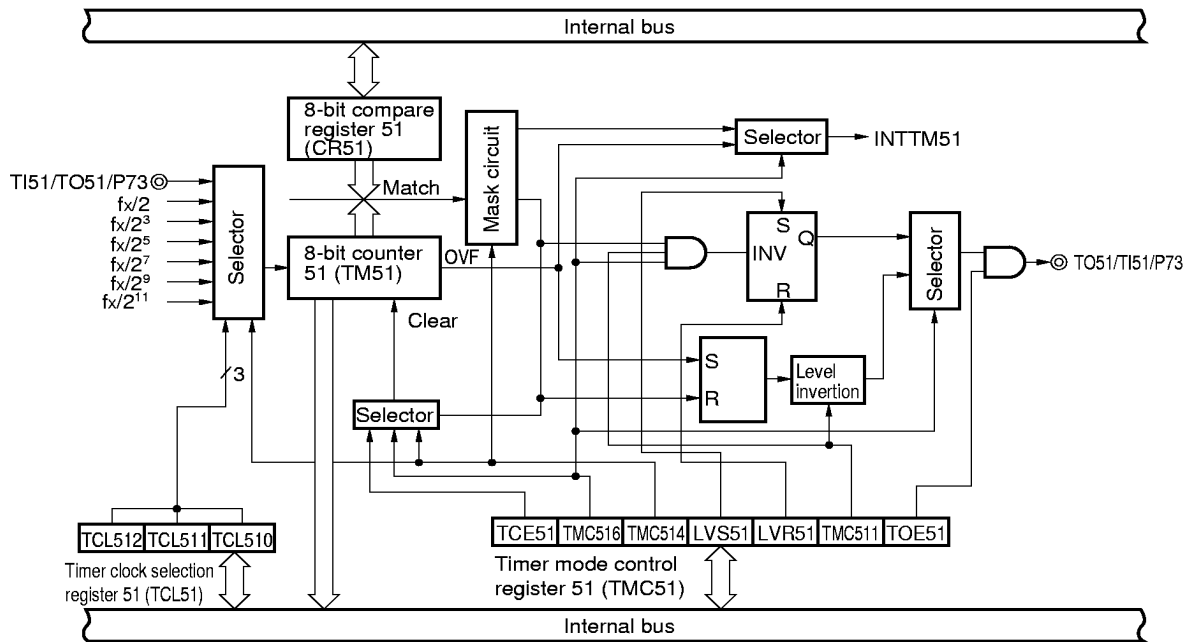 Internal bus
8-bit compare
register 51
(CR51)
Mask circuit
Selector
INTTM51
TI51/TO51/P73
fx/2
fx/2³
fx/2⁵
fx/2⁷
fx/2⁹
fx/2¹¹
Selector
Match
8-bit counter
51 (TM51)
OVF
Clear
S
INV
Q
R
Selector
TO51/TI51/P73
3
S
R
Level
inversion
Selector
TCL512 TCL511 TCL510
Timer clock selection
register 51 (TCL51)
TCE51 TMC516 TMC514 LVS51 LVR51 TMC511 TOE51
Timer mode control
register 51 (TMC51)
Internal bus